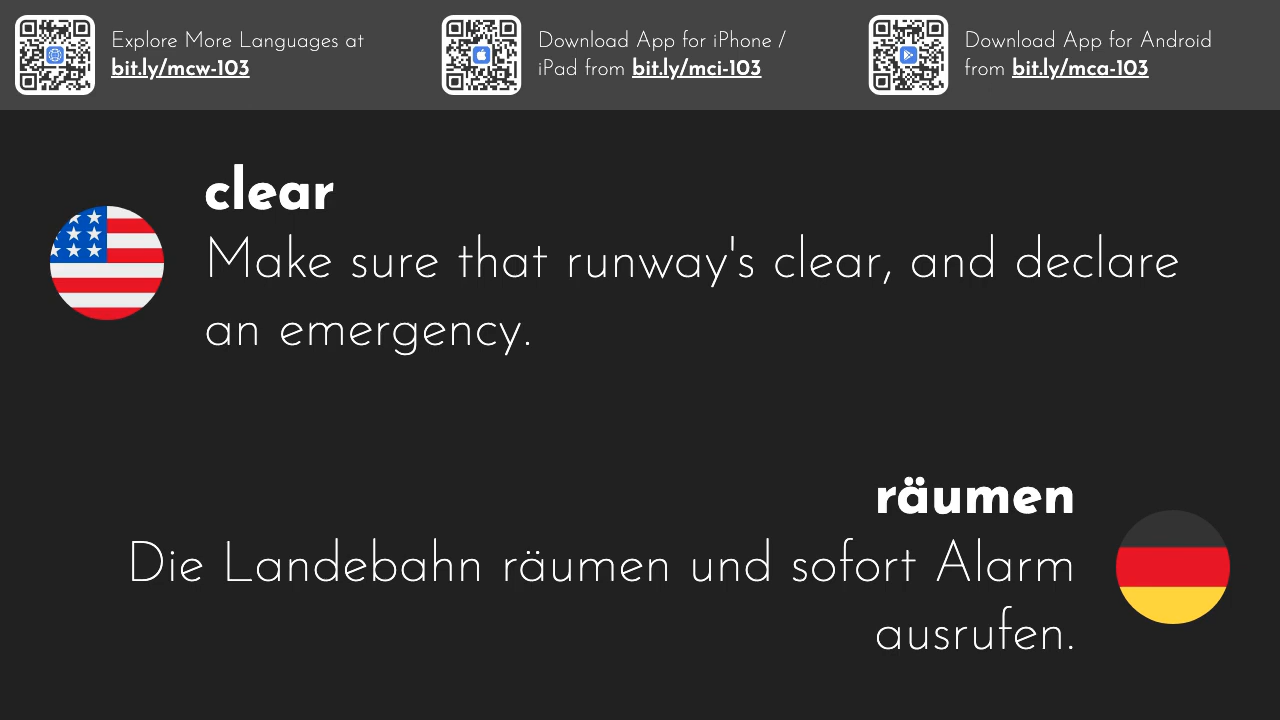 Explore More Languages at
bit.ly/mcw-103
Download App for iPhone /
iPad from bit.ly/mci-103
Download App for Android
from bit.ly/mca-103
clear
Make sure that runway's clear, and declare
an emergency.
räumen
Die Landebahn räumen und sofort Alarm
ausrufen.